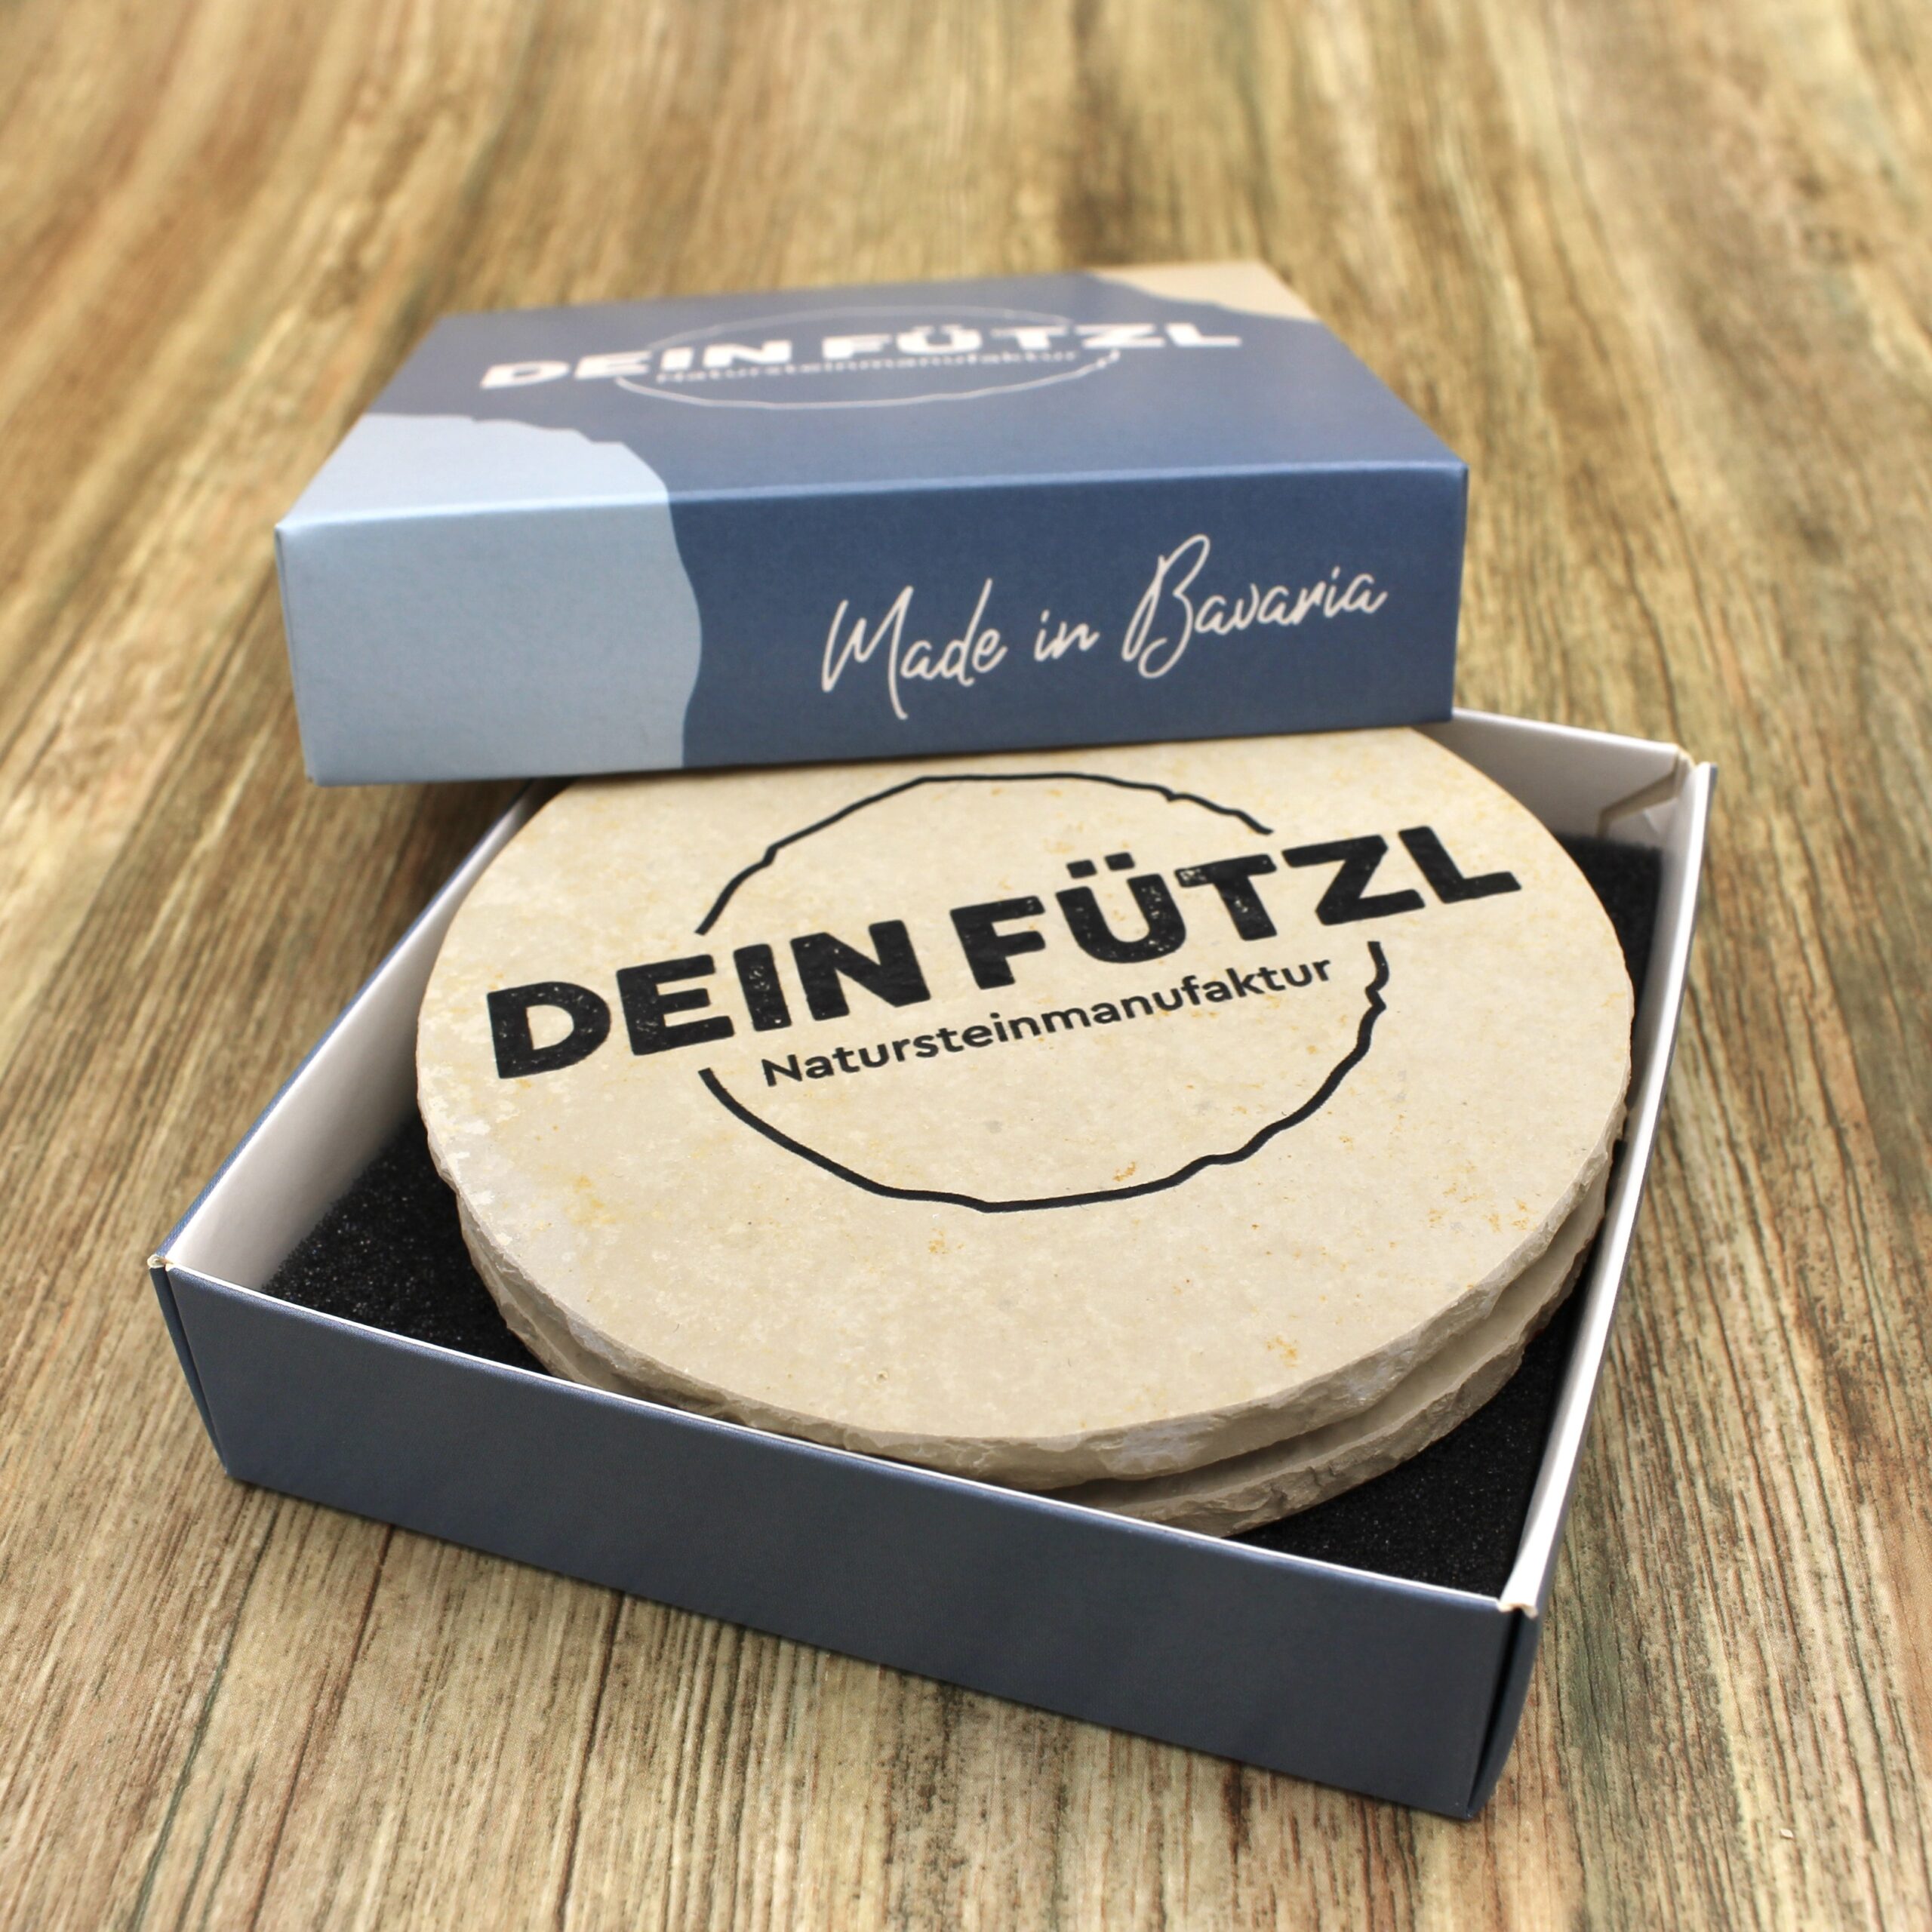 DEIN FÜTZL
Natursteinmanufaktur
Made in Bavaria
DEIN FÜTZL
Natursteinmanufaktur